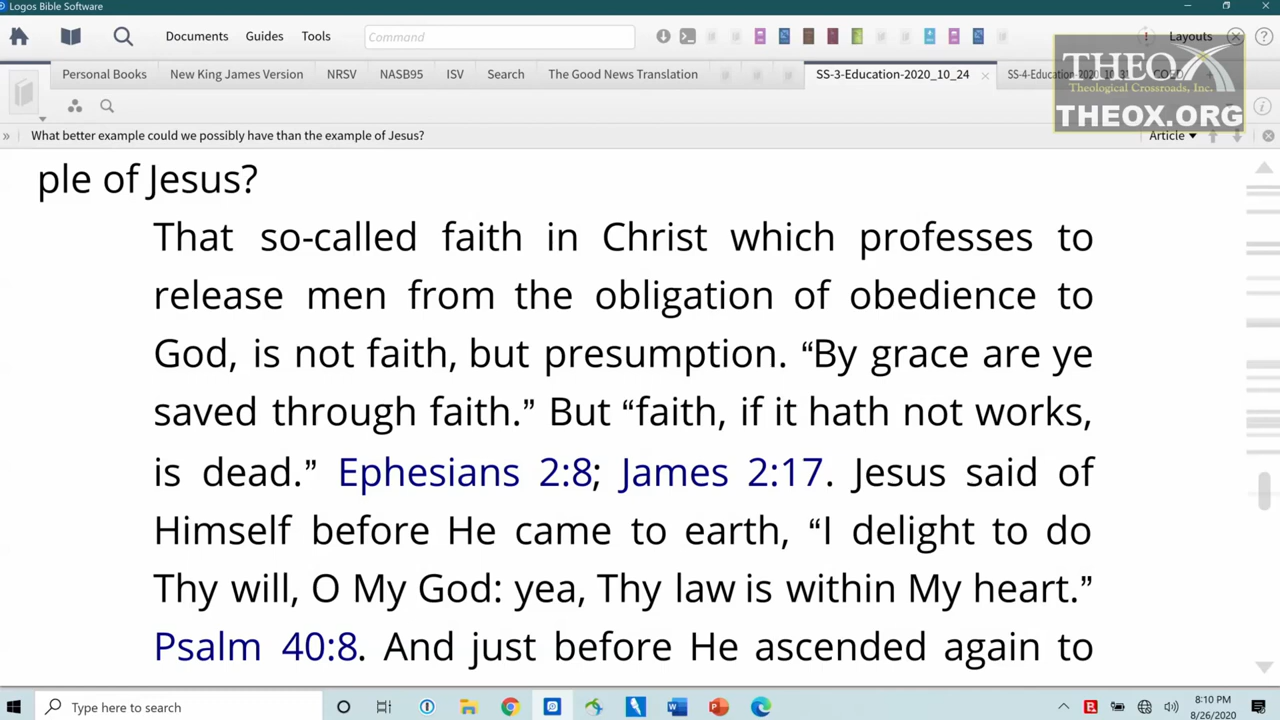 Logos Bible Software
Documents Guides Tools Command Layouts
Personal Books New King James Version NRSV NASB95 ISV Search The Good News Translation SS-3-Education-2020_10_24 SS-4-Education-2020_10_31
THEOX
Theological Crossroads, Inc.
THEOX.ORG
What better example could we possibly have than the example of Jesus? Article
ple of Jesus?
That so-called faith in Christ which professes to
release men from the obligation of obedience to
God, is not faith, but presumption. “By grace are ye
saved through faith.” But “faith, if it hath not works,
is dead.” Ephesians 2:8; James 2:17. Jesus said of
Himself before He came to earth, “I delight to do
Thy will, O My God: yea, Thy law is within My heart.”
Psalm 40:8. And just before He ascended again to
Type here to search
8:10 PM
8/26/2020